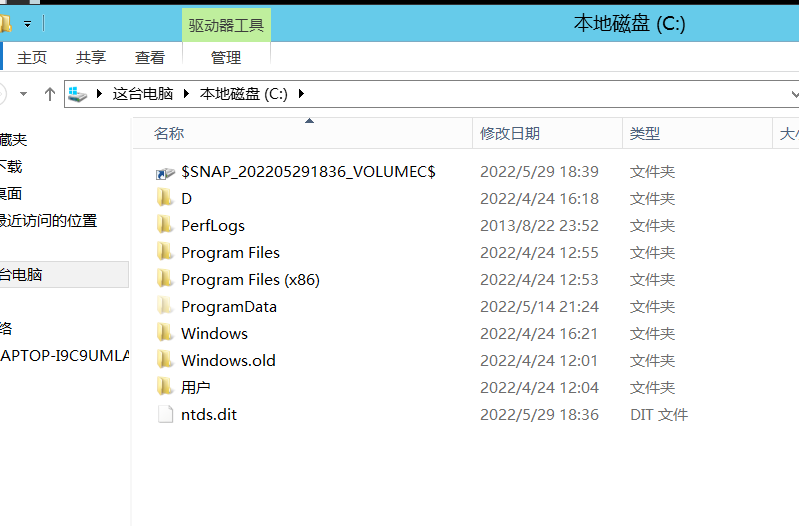 驱动器工具
本地磁盘 (C:)
主页 共享 查看 管理
这台电脑 本地磁盘 (C:)
名称 修改日期 类型
藏夹
下载
桌面
最近访问的位置
台电脑
络
APTOP-I9C9UMLA
$SNAP_202205291836_VOLUMEC$ 2022/5/29 18:39 文件夹
D 2022/4/24 16:18 文件夹
PerfLogs 2013/8/22 23:52 文件夹
Program Files 2022/4/24 12:55 文件夹
Program Files (x86) 2022/4/24 12:53 文件夹
ProgramData 2022/5/14 21:24 文件夹
Windows 2022/4/24 16:21 文件夹
Windows.old 2022/4/24 12:01 文件夹
用户 2022/4/24 12:04 文件夹
ntds.dit 2022/5/29 18:36 DIT 文件